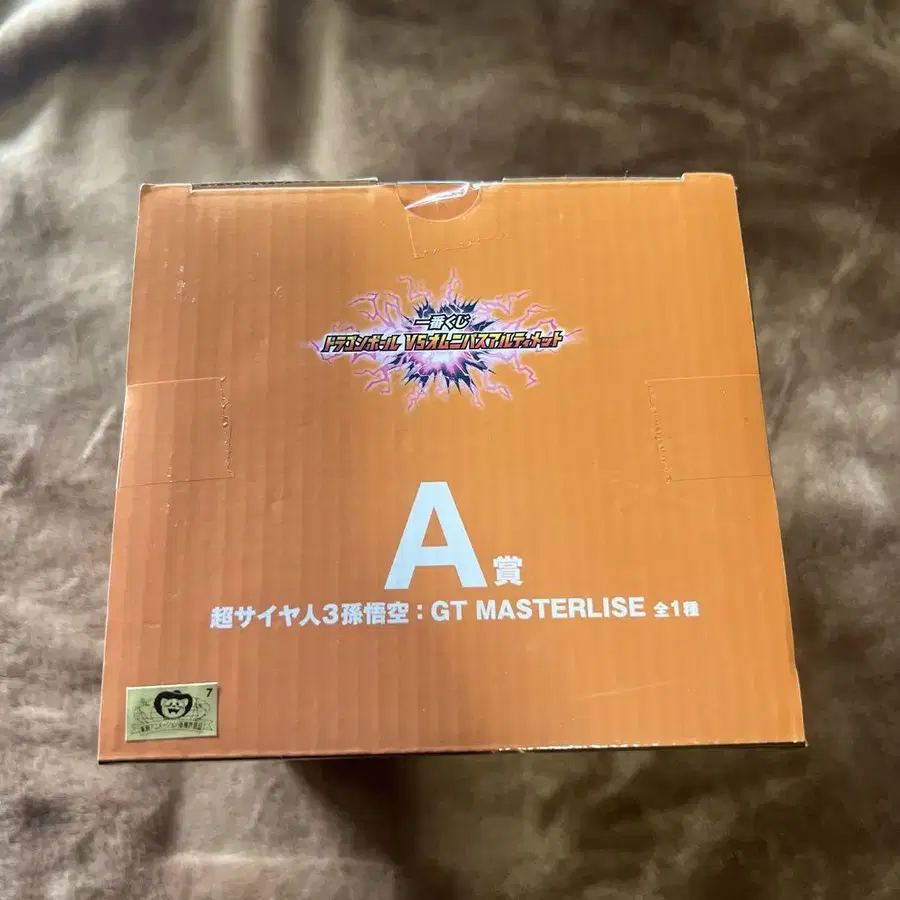 一番くじ
ドラゴンボール VSオムニバスアルティメット
A賞
超サイヤ人3孫悟空：GT MASTERLISE 全1種
7